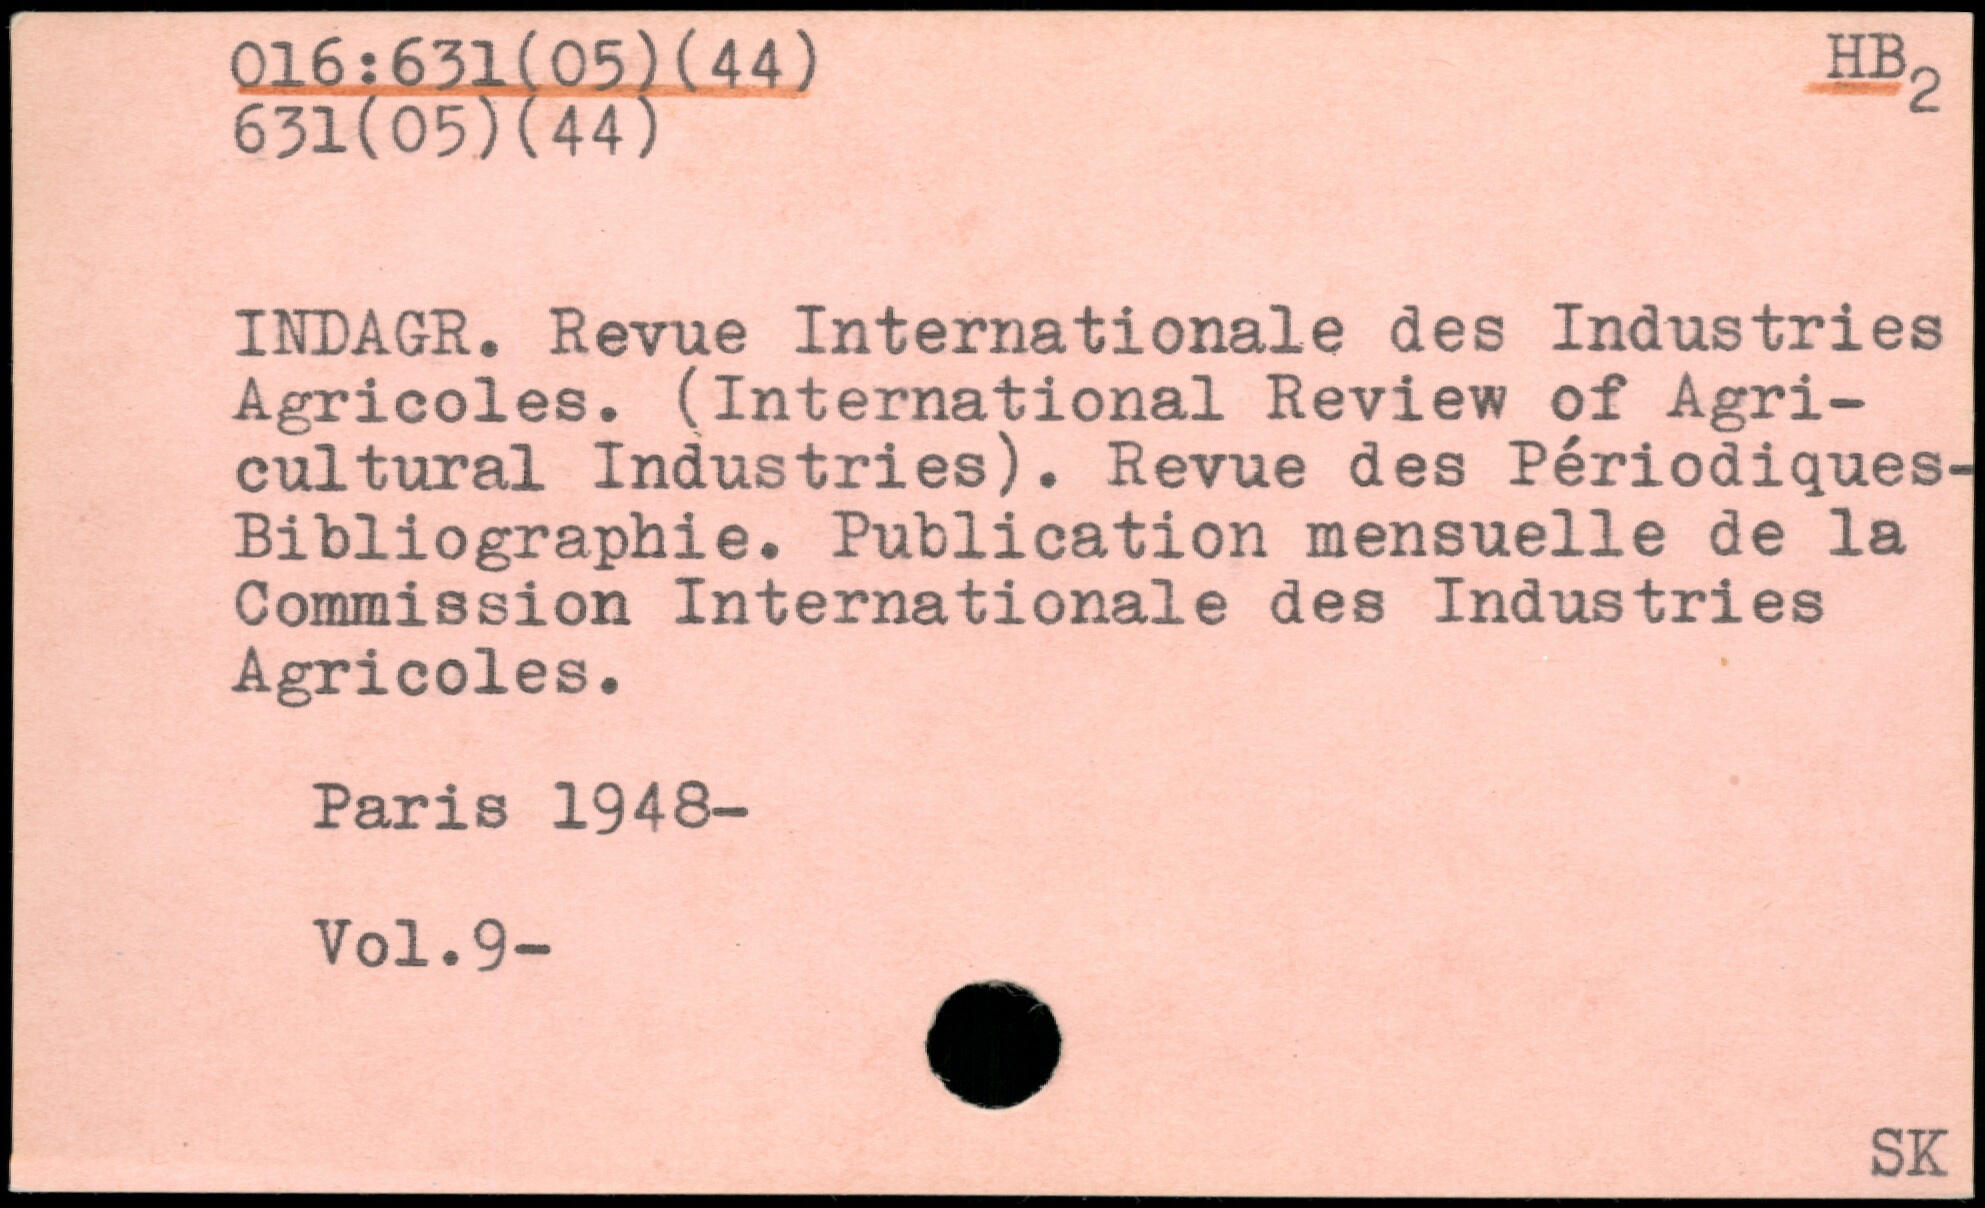 016:631(05)(44) HB2
631(05)(44)
INDAGR. Revue Internationale des Industries
Agricoles. (International Review of Agri-
cultural Industries). Revue des Périodiques-
Bibliographie. Publication mensuelle de la
Commission Internationale des Industries
Agricoles.
Paris 1948-
Vol.9-
SK